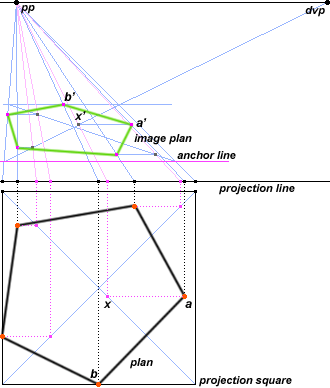 pp
dvp
b'
x'
a'
image plan
anchor line
projection line
x
a
b
plan
projection square